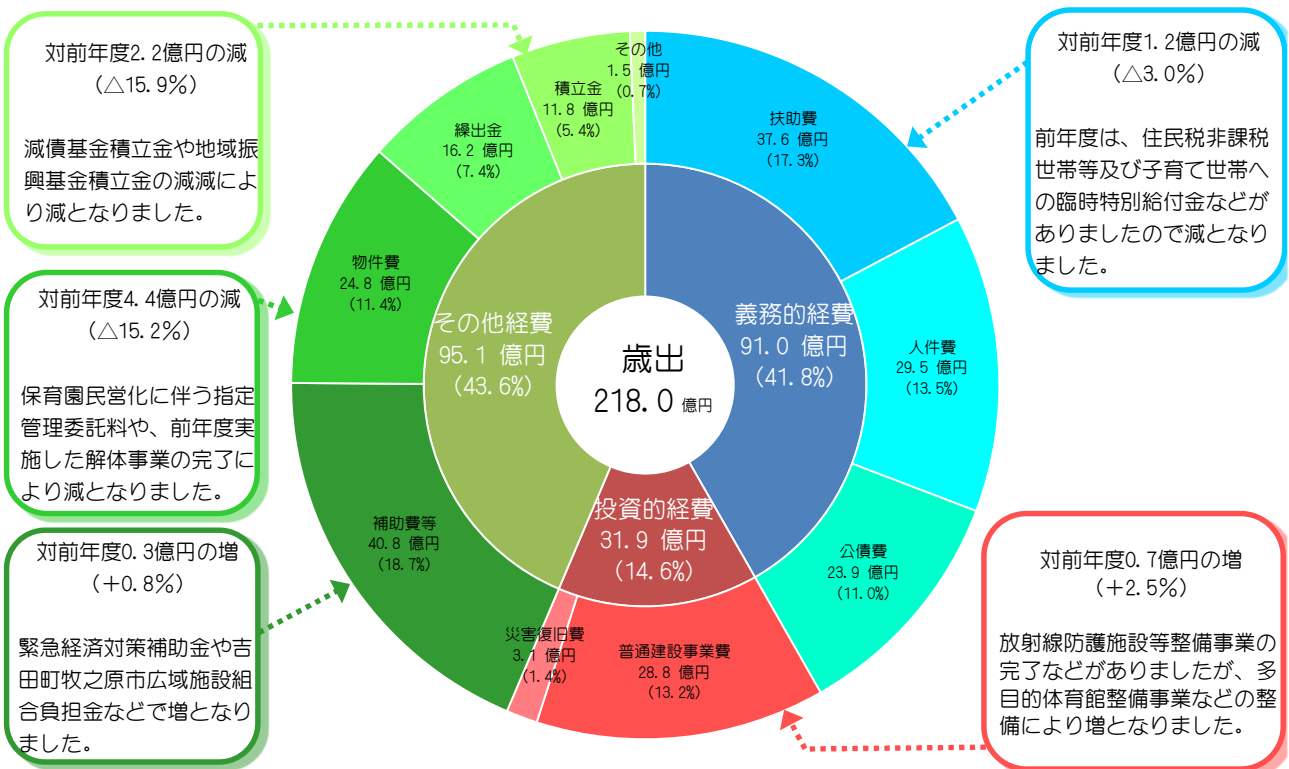 対前年度2.2億円の減
(△15.9%)
減債基金積立金や地域振
興基金積立金の減減によ
り減となりました。
対前年度4.4億円の減
(△15.2%)
保育園民営化に伴う指定
管理委託料や、前年度実
施した解体事業の完了に
より減となりました。
対前年度0.3億円の増
(+0.8%)
緊急経済対策補助金や吉
田町牧之原市広域施設組
合負担金などで増となり
ました。
その他
1.5 億円
(0.7%)
積立金
11.8 億円
(5.4%)
繰出金
16.2 億円
(7.4%)
物件費
24.8 億円
(11.4%)
補助費等
40.8 億円
(18.7%)
災害復旧費
3.1 億円
(1.4%)
普通建設事業費
28.8 億円
(13.2%)
公債費
23.9 億円
(11.0%)
人件費
29.5 億円
(13.5%)
扶助費
37.6 億円
(17.3%)
その他経費
95.1 億円
(43.6%)
義務的経費
91.0 億円
(41.8%)
投資的経費
31.9 億円
(14.6%)
歳出
218.0 億円
対前年度1.2億円の減
(△3.0%)
前年度は、住民税非課税
世帯等及び子育て世帯へ
の臨時特別給付金などが
ありましたので減となり
ました。
対前年度0.7億円の増
(+2.5%)
放射線防護施設等整備事業の
完了などがありましたが、多
目的体育館整備事業などの整
備により増となりました。